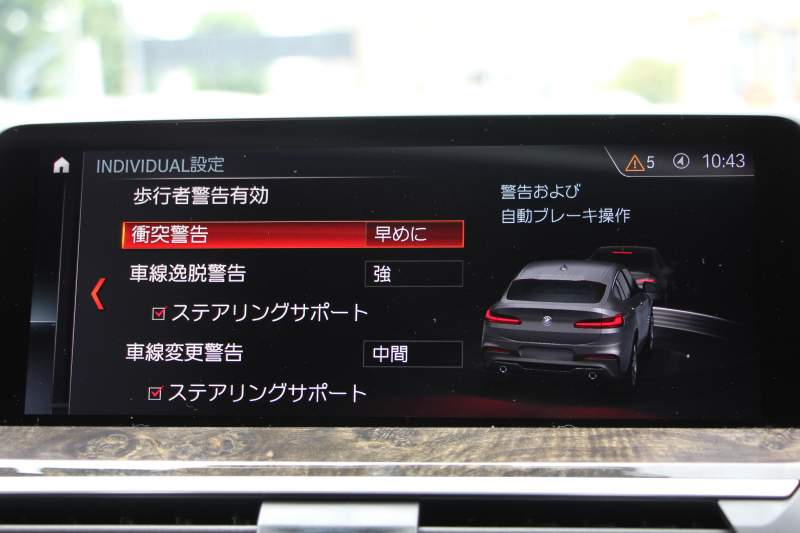 INDIVIDUAL設定
5
10:43
歩行者警告有効
衝突警告 早めに
車線逸脱警告 強
ステアリングサポート
車線変更警告 中間
ステアリングサポート
警告および
自動ブレーキ操作